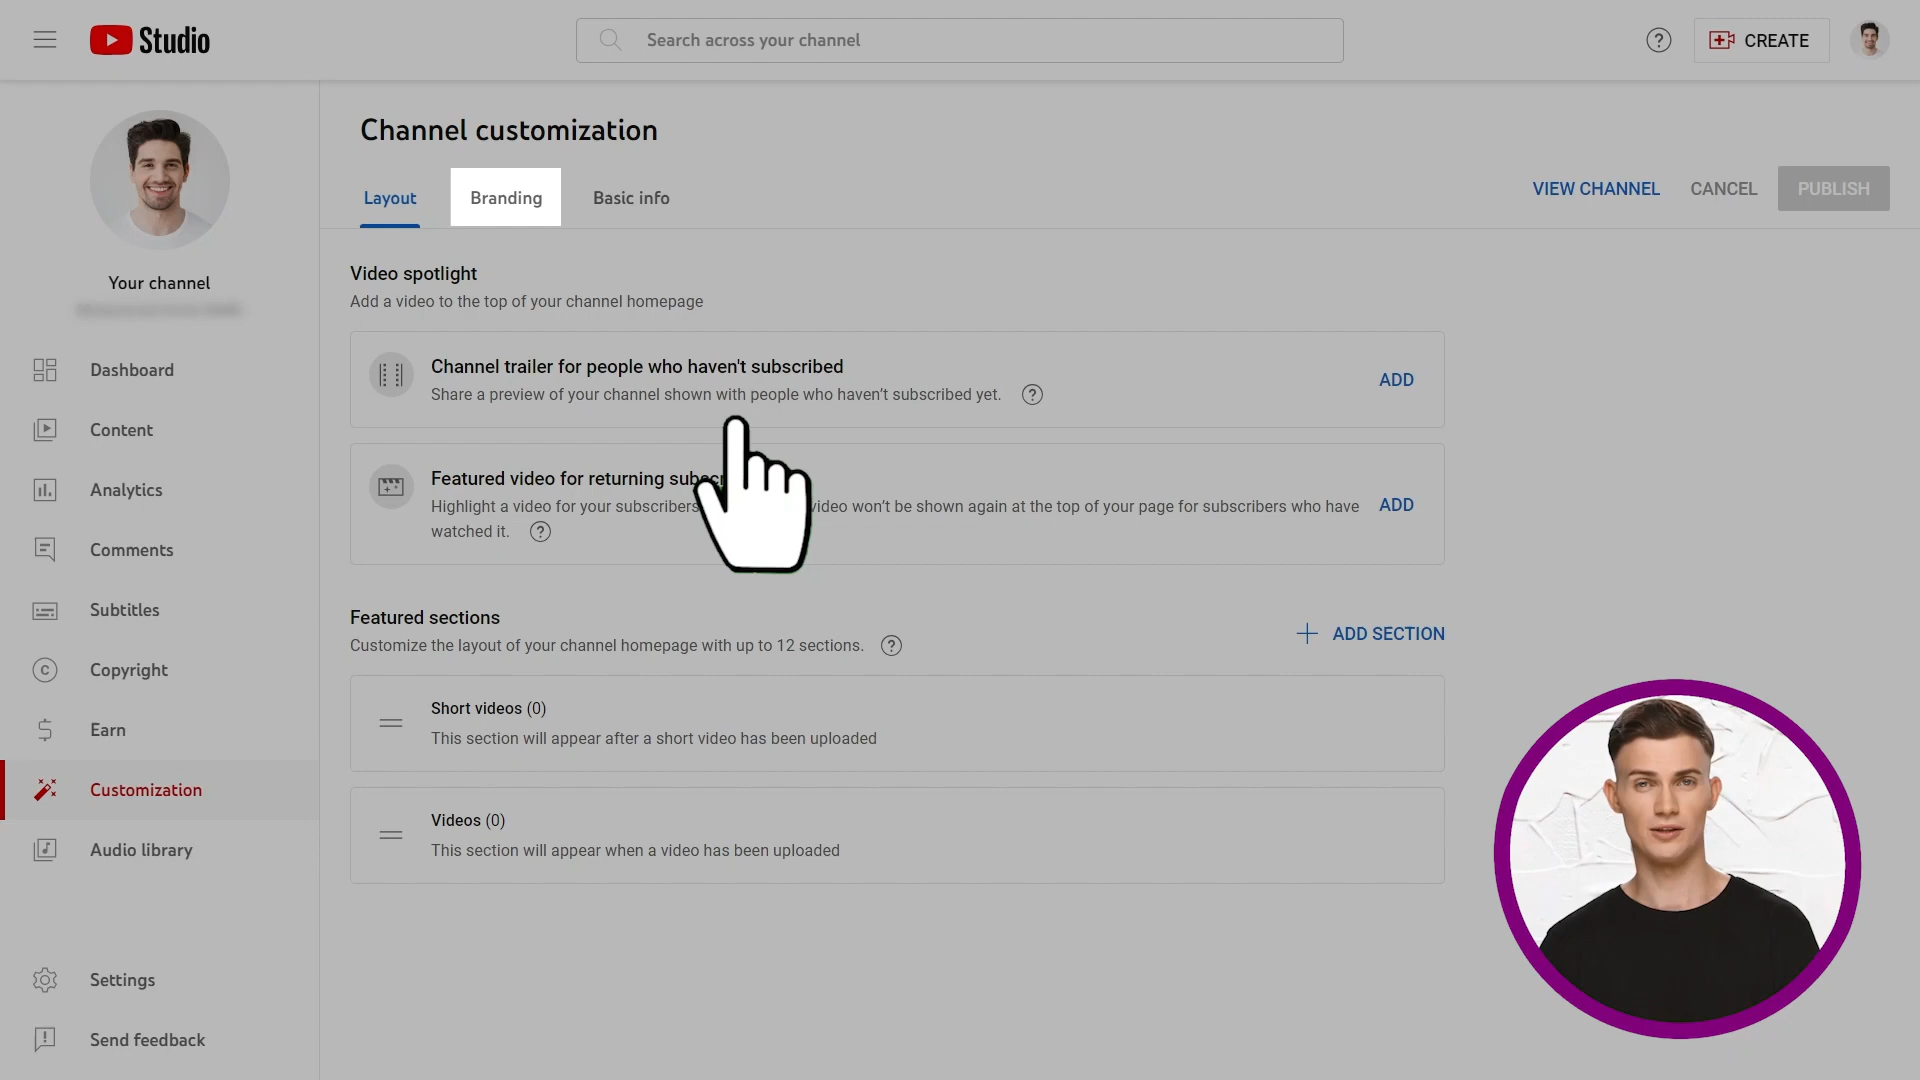 Studio
Search across your channel
CREATE
Channel customization
Layout
Branding
Basic info
VIEW CHANNEL
CANCEL
PUBLISH
Your channel
Dashboard
Content
Analytics
Comments
Subtitles
Copyright
Earn
Customization
Audio library
Settings
Send feedback
Video spotlight
Add a video to the top of your channel homepage
Channel trailer for people who haven't subscribed
Share a preview of your channel shown with people who haven’t subscribed yet.
ADD
Featured video for returning
Highlight a video for your subscribers video won’t be shown again at the top of your page for subscribers who have
watched it.
ADD
Featured sections
Customize the layout of your channel homepage with up to 12 sections.
ADD SECTION
Short videos (0)
This section will appear after a short video has been uploaded
Videos (0)
This section will appear when a video has been uploaded